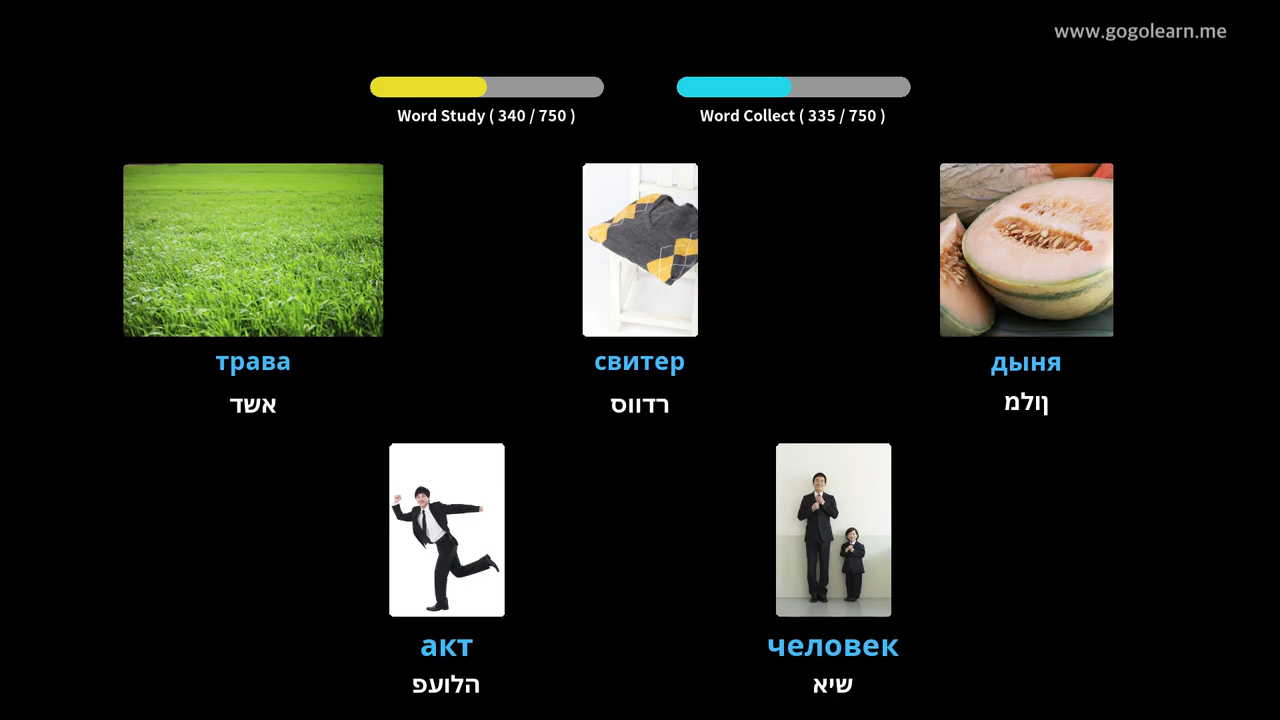 www.gogolearn.me
Word Study ( 340 / 750 )
Word Collect ( 335 / 750 )
трава
свитер
дыня
אשד
רדווס
ןולמ
акт
человек
הלועפ
שיא